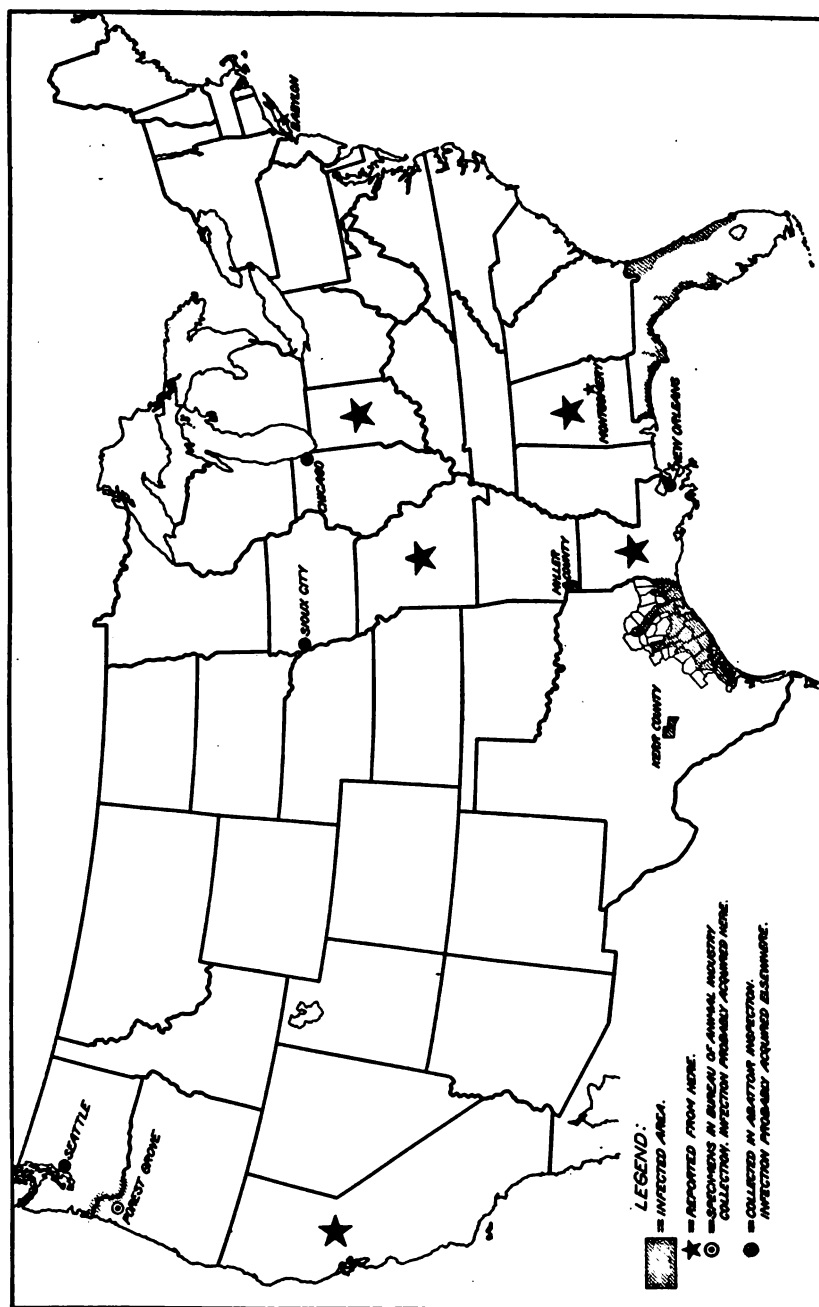 SEATTLE
FOREST GROVE
SIOUX CITY
CHICAGO
BABYLON
MILLER
COUNTY
MONTGOMERY
NEW ORLEANS
KERR COUNTY
LEGEND:
= INFECTED AREA.
= REPORTED FROM HERE.
= SPECIMENS IN BUREAU OF ANIMAL INDUSTRY
COLLECTION. INFECTION PROBABLY ACQUIRED HERE.
= COLLECTED IN ABATTOIR INSPECTION.
INFECTION PROBABLY ACQUIRED ELSEWHERE.